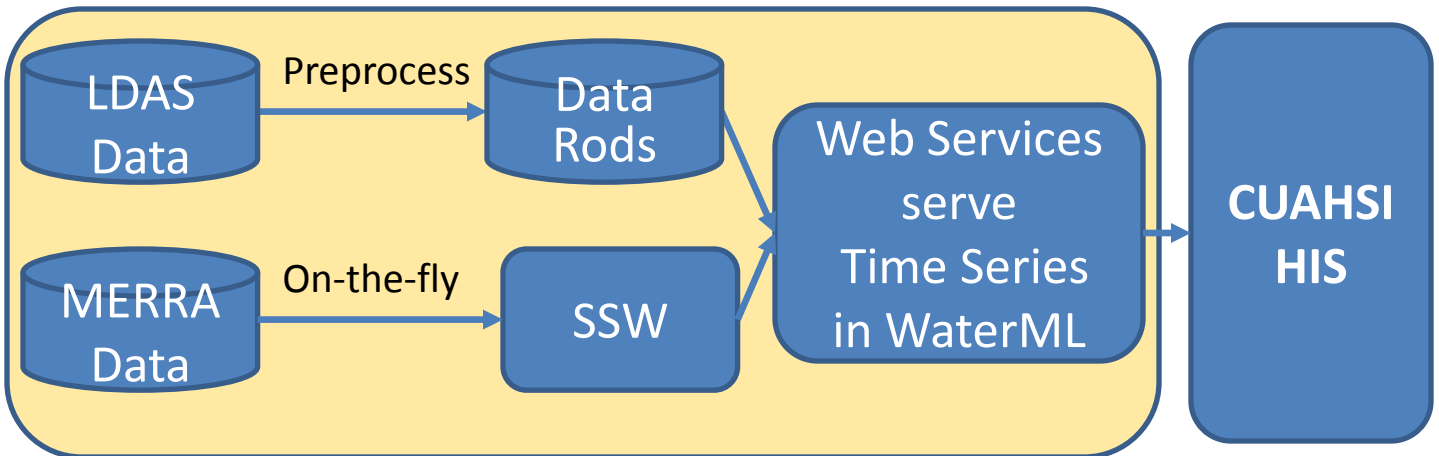 LDAS
Data
Preprocess
Data
Rods
MERRA
Data
On-the-fly
SSW
Web Services
serve
Time Series
in WaterML
CUAHSI
HIS